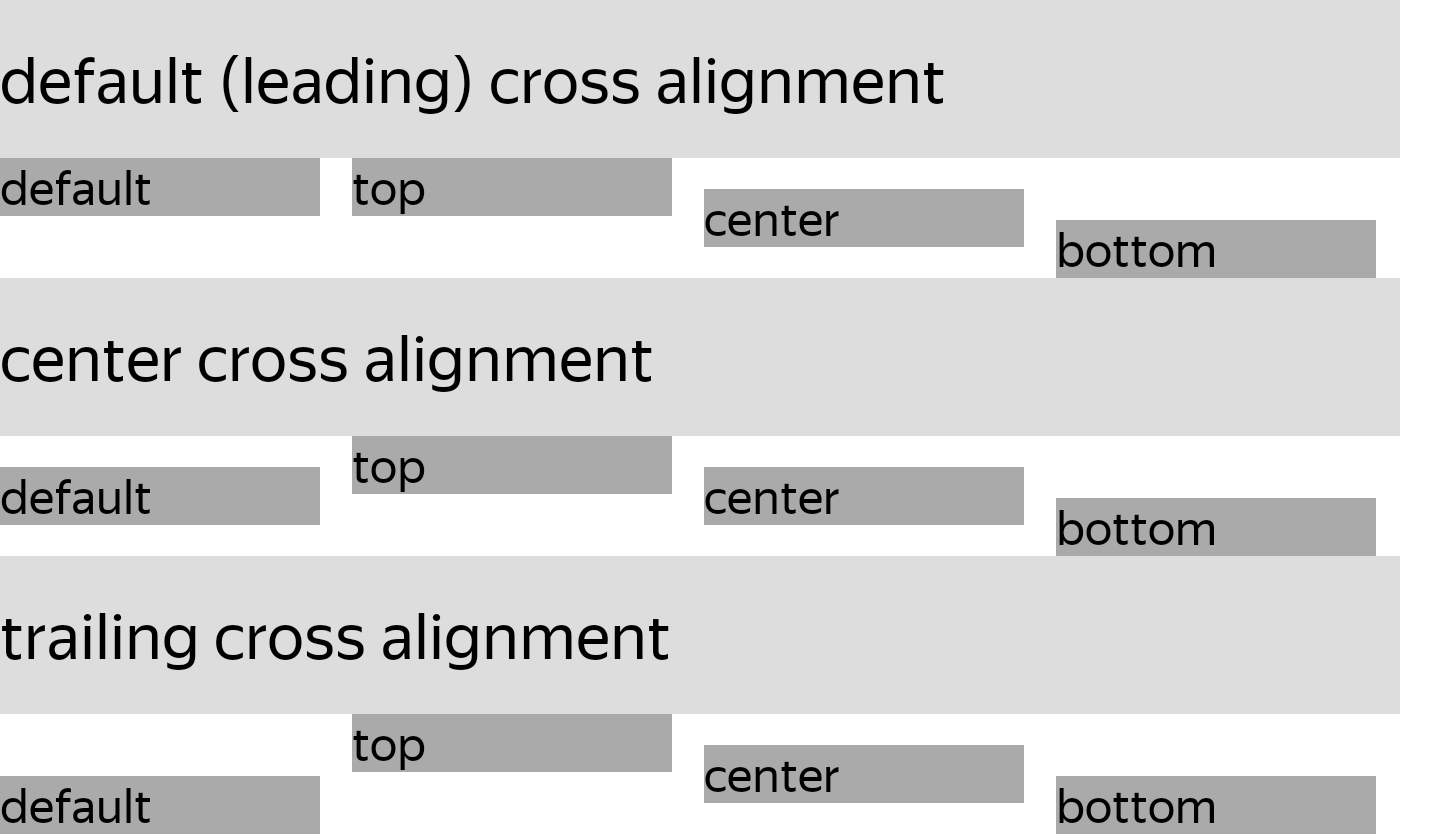 default (leading) cross alignment
default
top
center
bottom
center cross alignment
default
top
center
bottom
trailing cross alignment
default
top
center
bottom